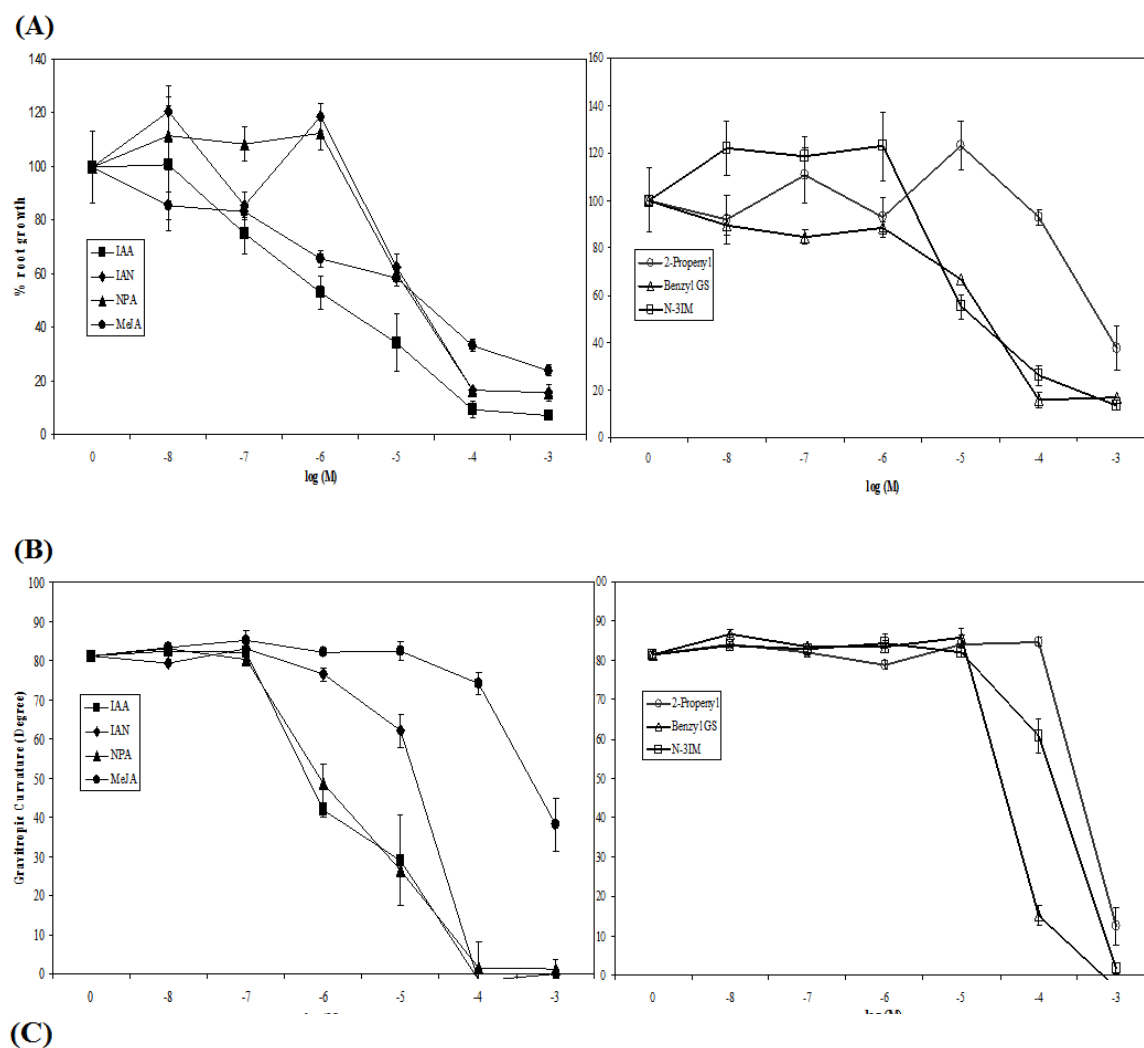 (A)
140
120
100
80
60
40
20
0
% root growth
IAA
IAN
NPA
MeJA
0 -8 -7 -6 -5 -4 -3
log (M)
160
140
120
100
80
60
40
20
0
2-Propenyl
Benzyl GS
N-3IM
0 -8 -7 -6 -5 -4 -3
log (M)
(B)
100
90
80
70
60
50
40
30
20
10
0
Gravitropic Curvature (Degree)
IAA
IAN
NPA
MeJA
0 -8 -7 -6 -5 -4 -3
00
90
80
70
60
50
40
30
20
10
0
2-Propenyl
Benzyl GS
N-3IM
0 -8 -7 -6 -5 -4 -3
log (M)
(C)